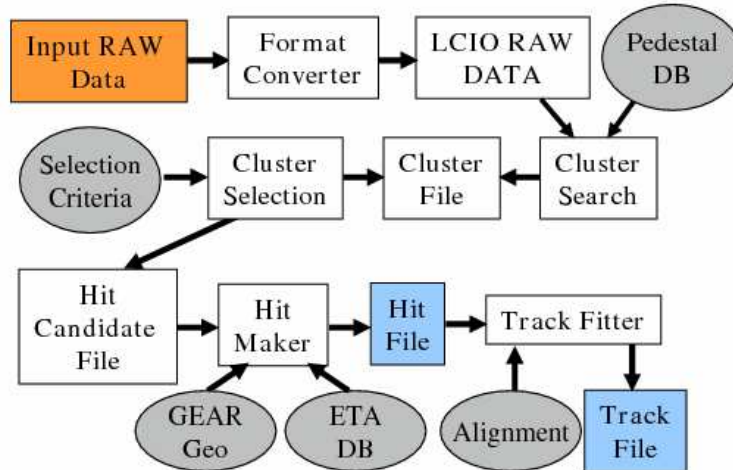 Input RAW
Data
Format
Converter
LCIO RAW
DATA
Pedestal
DB
Selection
Criteria
Cluster
Selection
Cluster
File
Cluster
Search
Hit
Candidate
File
Hit
Maker
Hit
File
Track Fitter
GEAR
Geo
ETA
DB
Alignment
Track
File